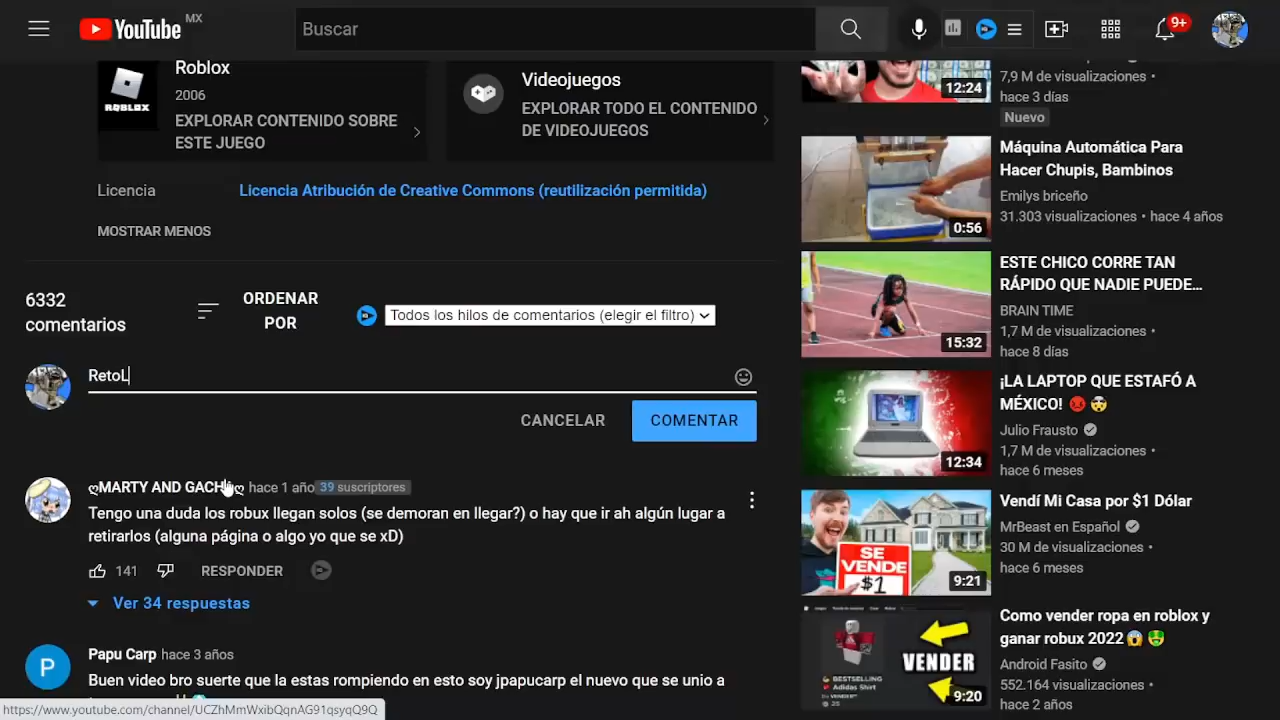 YouTube MX
Buscar
9+
Roblox
2006
EXPLORAR CONTENIDO SOBRE
ESTE JUEGO
ROBLOX
Videojuegos
EXPLORAR TODO EL CONTENIDO
DE VIDEOJUEGOS
Licencia
Licencia Atribución de Creative Commons (reutilización permitida)
MOSTRAR MENOS
6332
comentarios
ORDENAR
POR
Todos los hilos de comentarios (elegir el filtro)
RetoL
CANCELAR
COMENTAR
hace 1 año 39 suscriptores
Tengo una duda los robux llegan solos (se demoran en llegar?) o hay que ir ah algún lugar a
retirarlos (alguna página o algo yo que se xD)
141
RESPONDER
Ver 34 respuestas
P
Papu Carp hace 3 años
Buen video bro suerte que la estas rompiendo en esto soy jpapucarp el nuevo que se unio a
12:24
7,9 M de visualizaciones •
hace 3 días
Nuevo
0:56
Máquina Automática Para
Hacer Chupis, Bambinos
Emilys briceño
31.303 visualizaciones • hace 4 años
15:32
ESTE CHICO CORRE TAN
RÁPIDO QUE NADIE PUEDE…
BRAIN TIME
1,7 M de visualizaciones •
hace 8 días
12:34
¡LA LAPTOP QUE ESTAFÓ A
MÉXICO! 😡 🤯
Julio Frausto
1,7 M de visualizaciones •
hace 6 meses
SE
VENDE
$1
9:21
Vendí Mi Casa por $1 Dólar
MrBeast en Español
30 M de visualizaciones •
hace 6 meses
VENDER
BESTSELLING
Adidas Shirt
9:20
Como vender ropa en roblox y
ganar robux 2022 😱 🤑
Android Fasito
552.164 visualizaciones •
hace 2 años